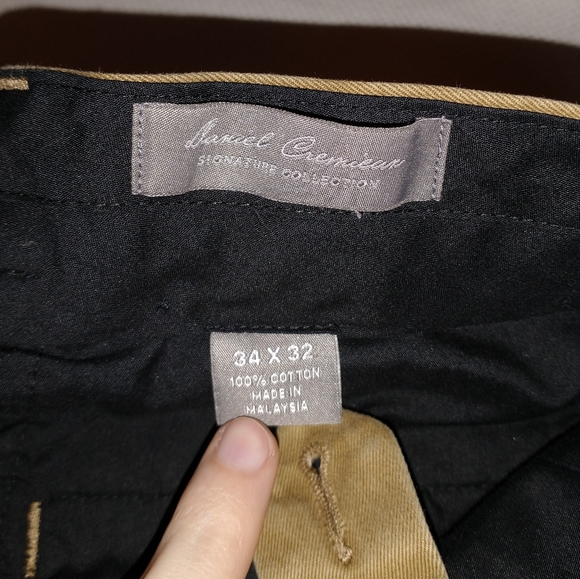 Daniel Cremieux
SIGNATURE COLLECTION
34 X 32
100% COTTON
MADE IN
MALAYSIA